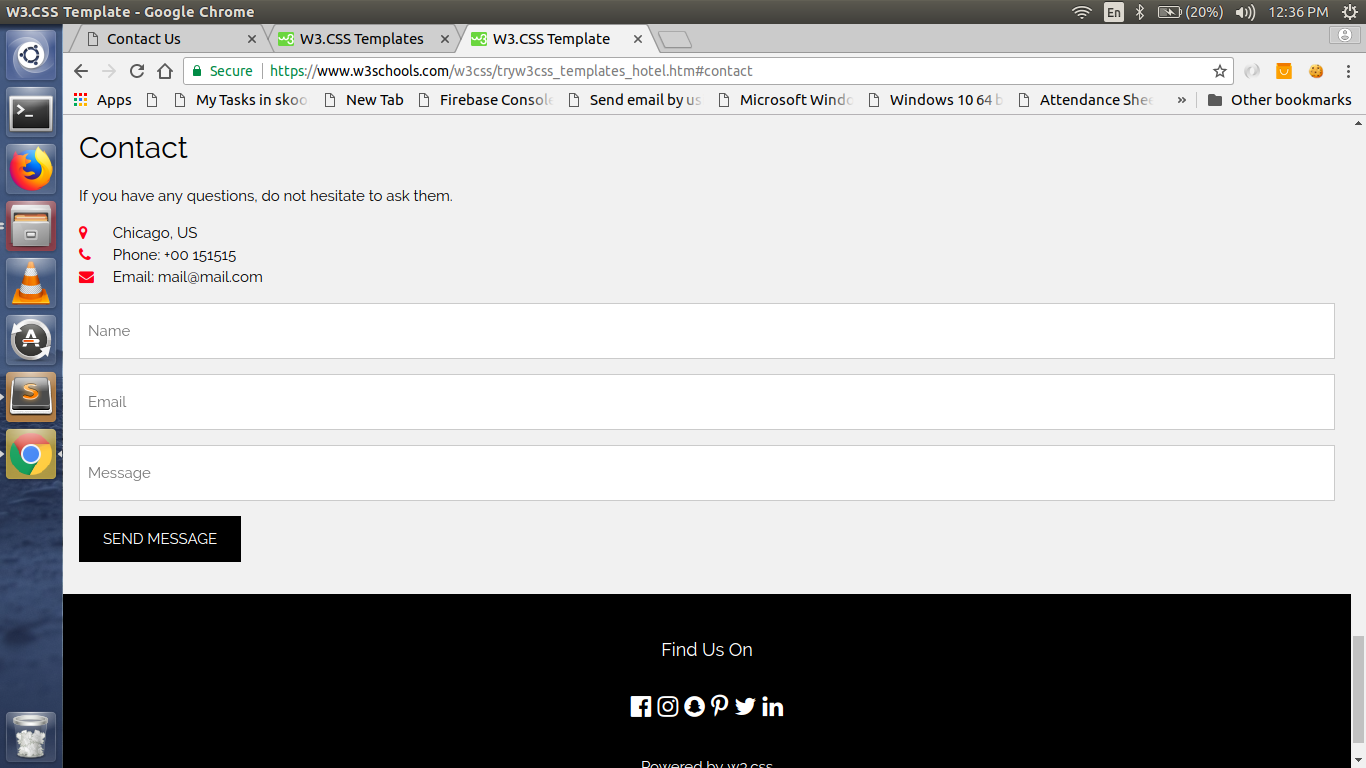 W3.CSS Template - Google Chrome
En
(20%)
12:36 PM
Contact Us
W3.CSS Templates
W3.CSS Template
Secure
https://www.w3schools.com/w3css/tryw3css_templates_hotel.htm#contact
Apps
My Tasks in skoo
New Tab
Firebase Console
Send email by us
Microsoft Windo
Windows 10 64 b
Attendance Shee
»
Other bookmarks
Contact
If you have any questions, do not hesitate to ask them.
Chicago, US
Phone: +00 151515
Email: mail@mail.com
Name
Email
Message
SEND MESSAGE
Find Us On
Powered by w3.css